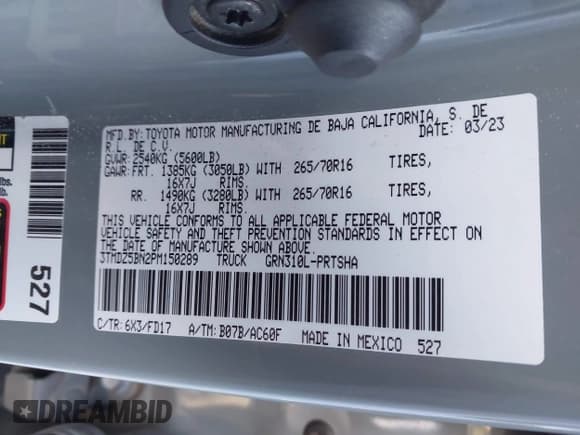 MFD.BY:TOYOTA MOTOR MANUFACTURING DE BAJA CALIFORNIA, S. DE
R.L. DE C.V. DATE: 03/23
GVWR: 2540KG (5600LB)
GAWR: FRT. 1385KG (3050LB) WITH 265/70R16 TIRES,
16X7J RIMS.
RR. 1490KG (3280LB) WITH 265/70R16 TIRES,
16X7J RIMS.
THIS VEHICLE CONFORMS TO ALL APPLICABLE FEDERAL MOTOR
VEHICLE SAFETY AND THEFT PREVENTION STANDARDS IN EFFECT ON
THE DATE OF MANUFACTURE SHOWN ABOVE.
3TMDZ5BN2PM150289 TRUCK GRN310L-PRTSHA
C/TR: 6X3/FD17 A/TM: B07B/AC60F MADE IN MEXICO 527
527
lbs.
lb.
DREAMBID